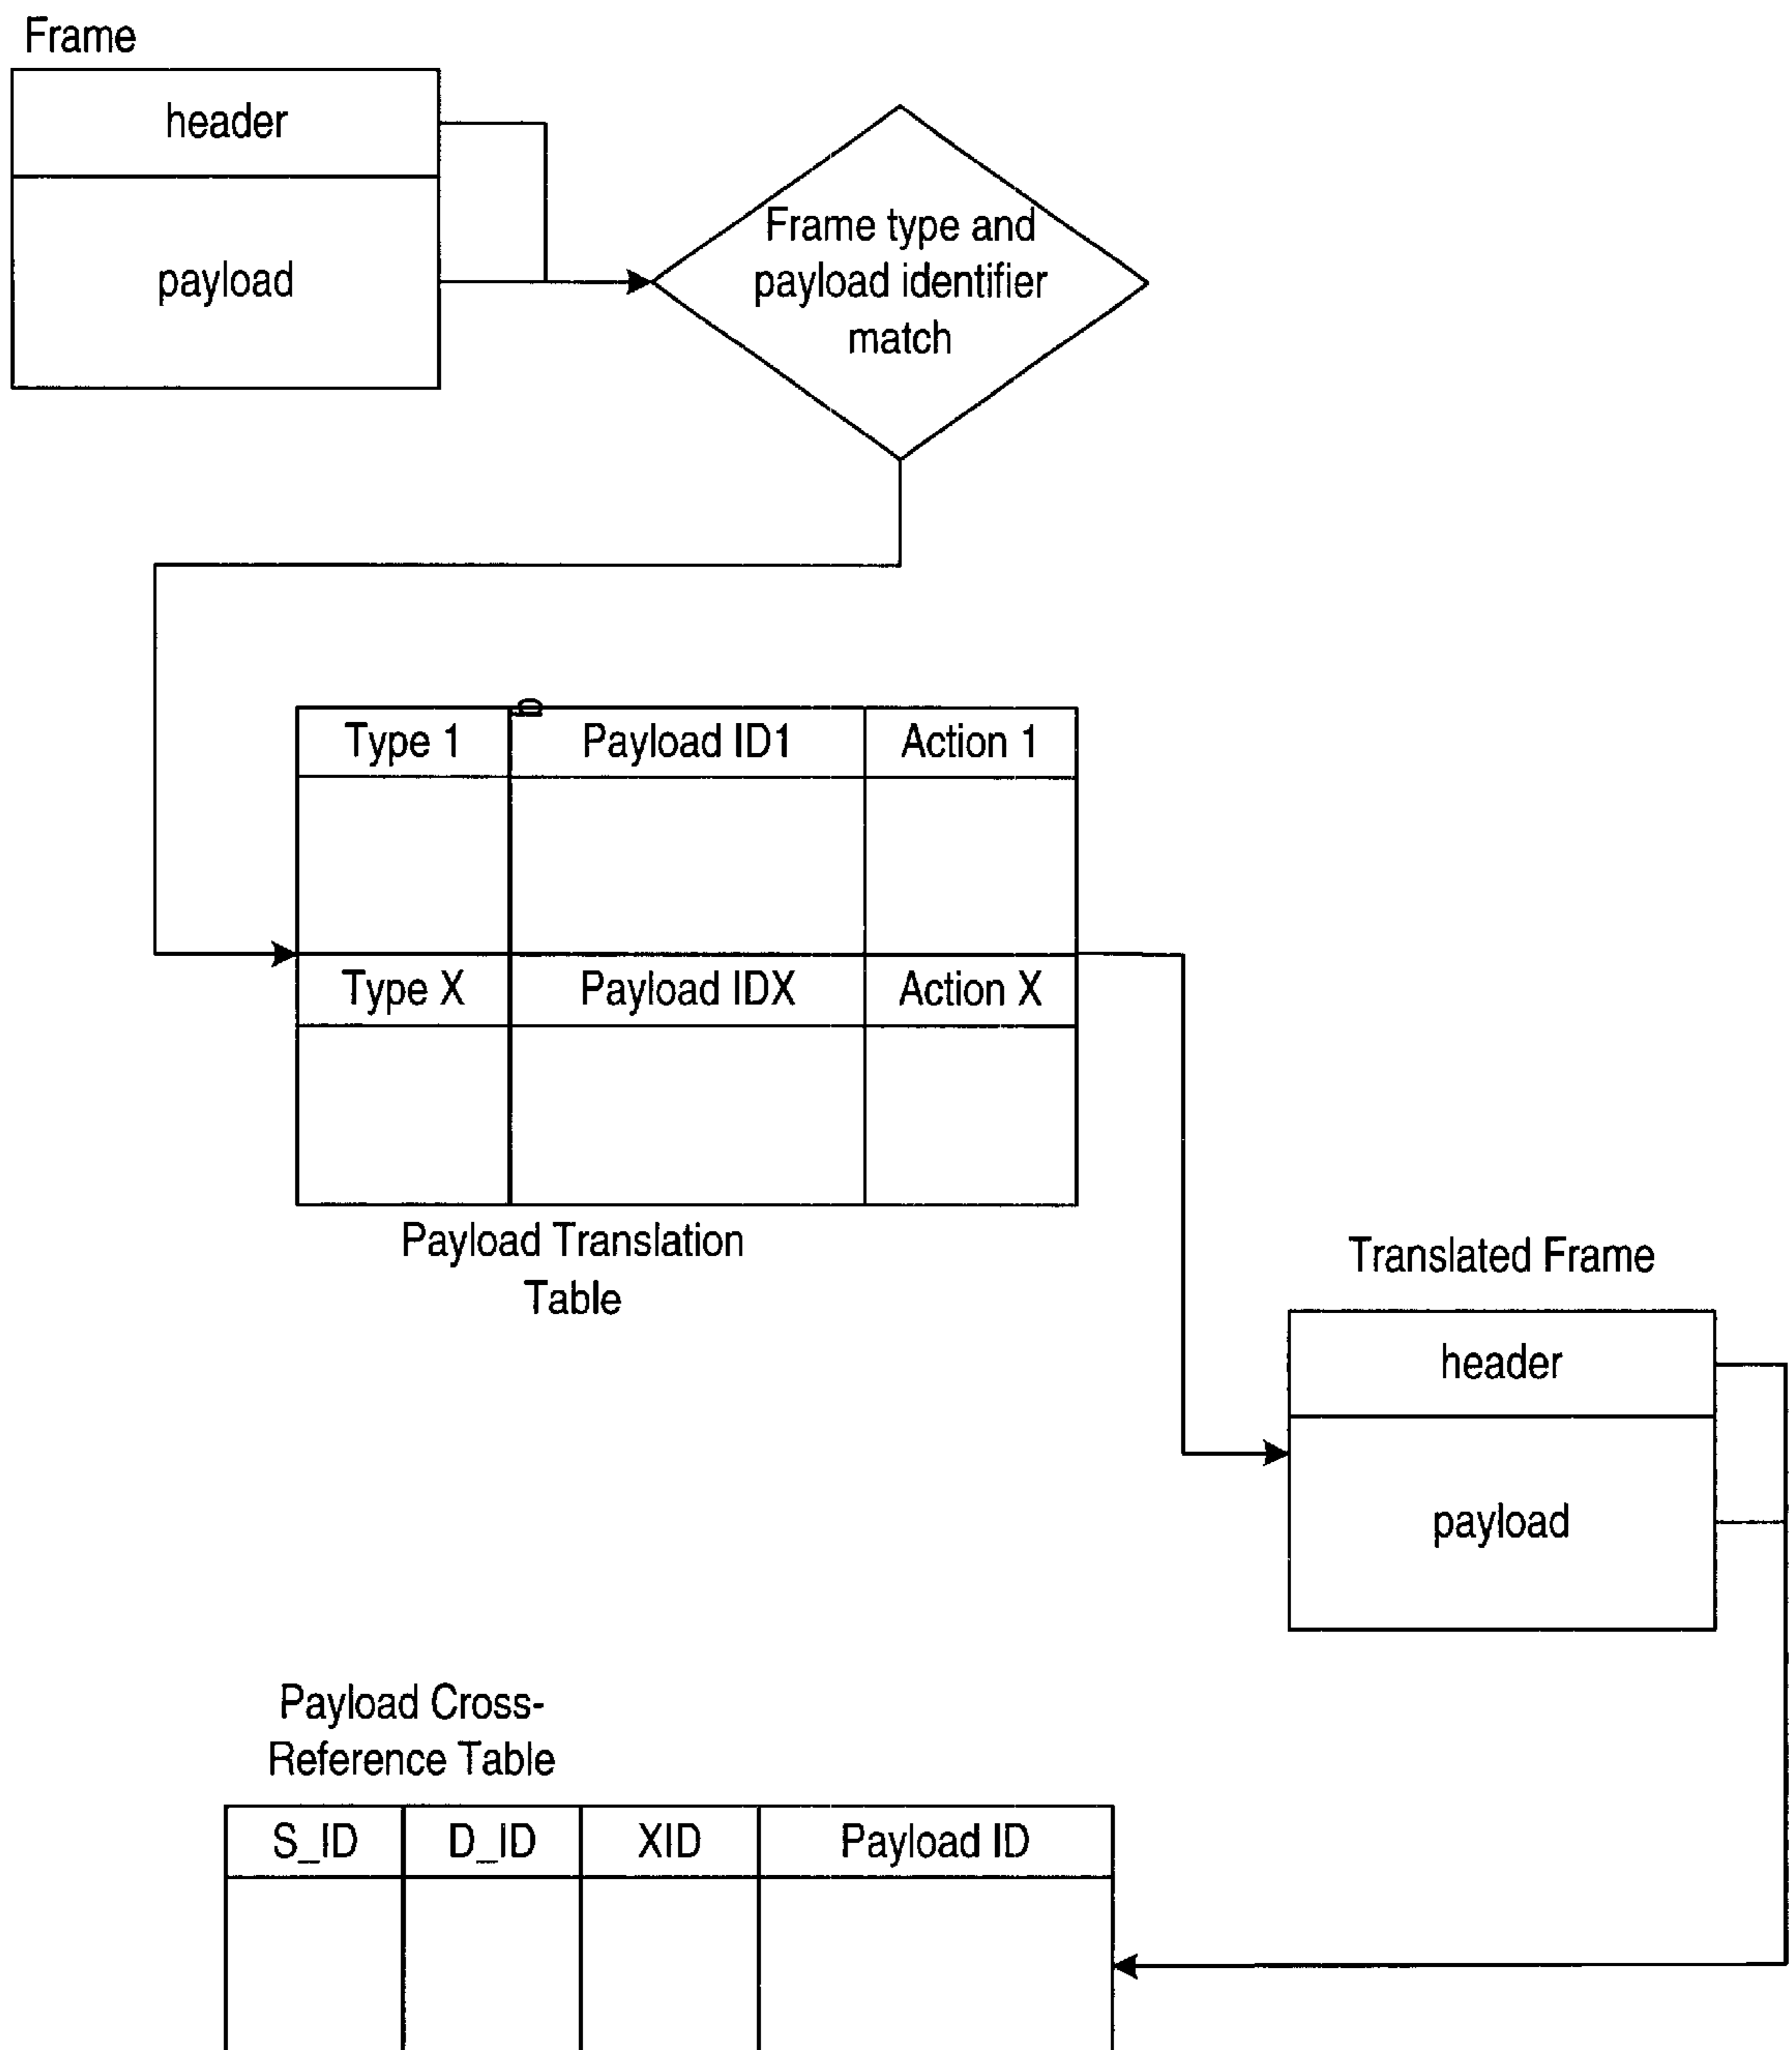 Frame
header
payload
Frame type and
payload identifier
match
Type 1
Payload ID1
Action 1
Type X
Payload IDX
Action X
Payload Translation
Table
Translated Frame
header
payload
Payload Cross-
Reference Table
S_ID
D_ID
XID
Payload ID